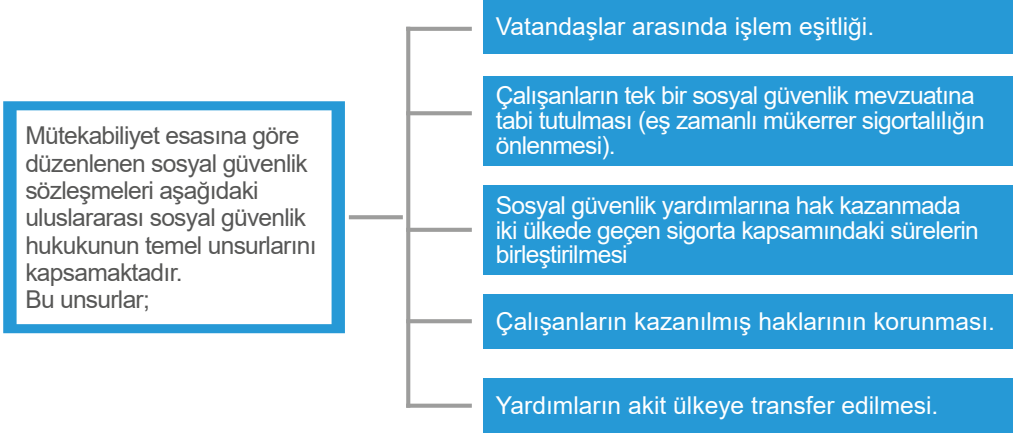 Mütekabiliyet esasına göre
düzenlenen sosyal güvenlik
sözleşmeleri aşağıdaki
uluslararası sosyal güvenlik
hukukunun temel unsurlarını
kapsamaktadır.
Bu unsurlar;
Vatandaşlar arasında işlem eşitliği.
Çalışanların tek bir sosyal güvenlik mevzuatına
tabi tutulması (eş zamanlı mükerrer sigortalılığın
önlenmesi).
Sosyal güvenlik yardımlarına hak kazanmada
iki ülkede geçen sigorta kapsamındaki sürelerin
birleştirilmesi
Çalışanların kazanılmış haklarının korunması.
Yardımların akit ülkeye transfer edilmesi.